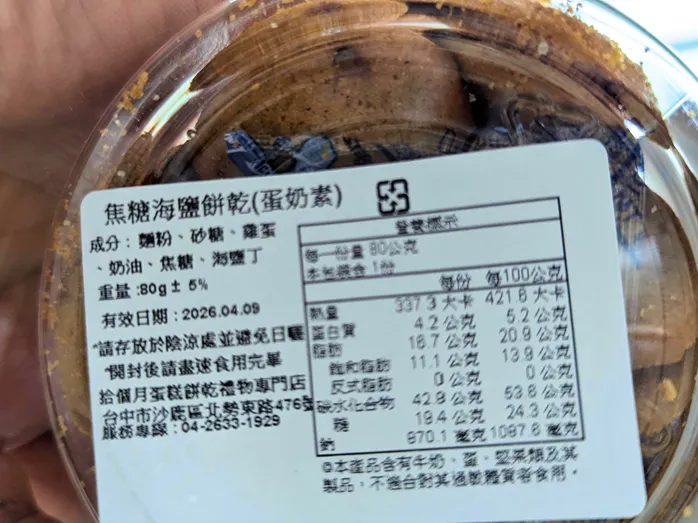 焦糖海鹽餅乾(蛋奶素)
成分：麵粉、砂糖、雞蛋
、奶油、焦糖、海鹽丁
重量:80g± 5%
有效日期:2026.04.09
*請存放於陰涼處並避免日曬
*開封後請盡速食用完畢
拾個月蛋糕餅乾禮物專門店
台中市沙鹿區北勢東路476號
服務專線:04-2633-1929
營養標示
每一份量 80公克
本包裝含 1份
每份 每100公克
熱量 337.3 大卡 421.6 大卡
蛋白質 4.2 公克 5.2 公克
脂肪 16.7 公克 20.9 公克
飽和脂肪 11.1 公克 13.9 公克
反式脂肪 0 公克 0 公克
碳水化合物 42.9 公克 53.6 公克
糖 19.4 公克 24.3 公克
鈉 870.1 毫克 1087.6 毫克
◎本產品含有牛奶、蛋、堅果類及其
製品，不適合對其過敏體質者食用。